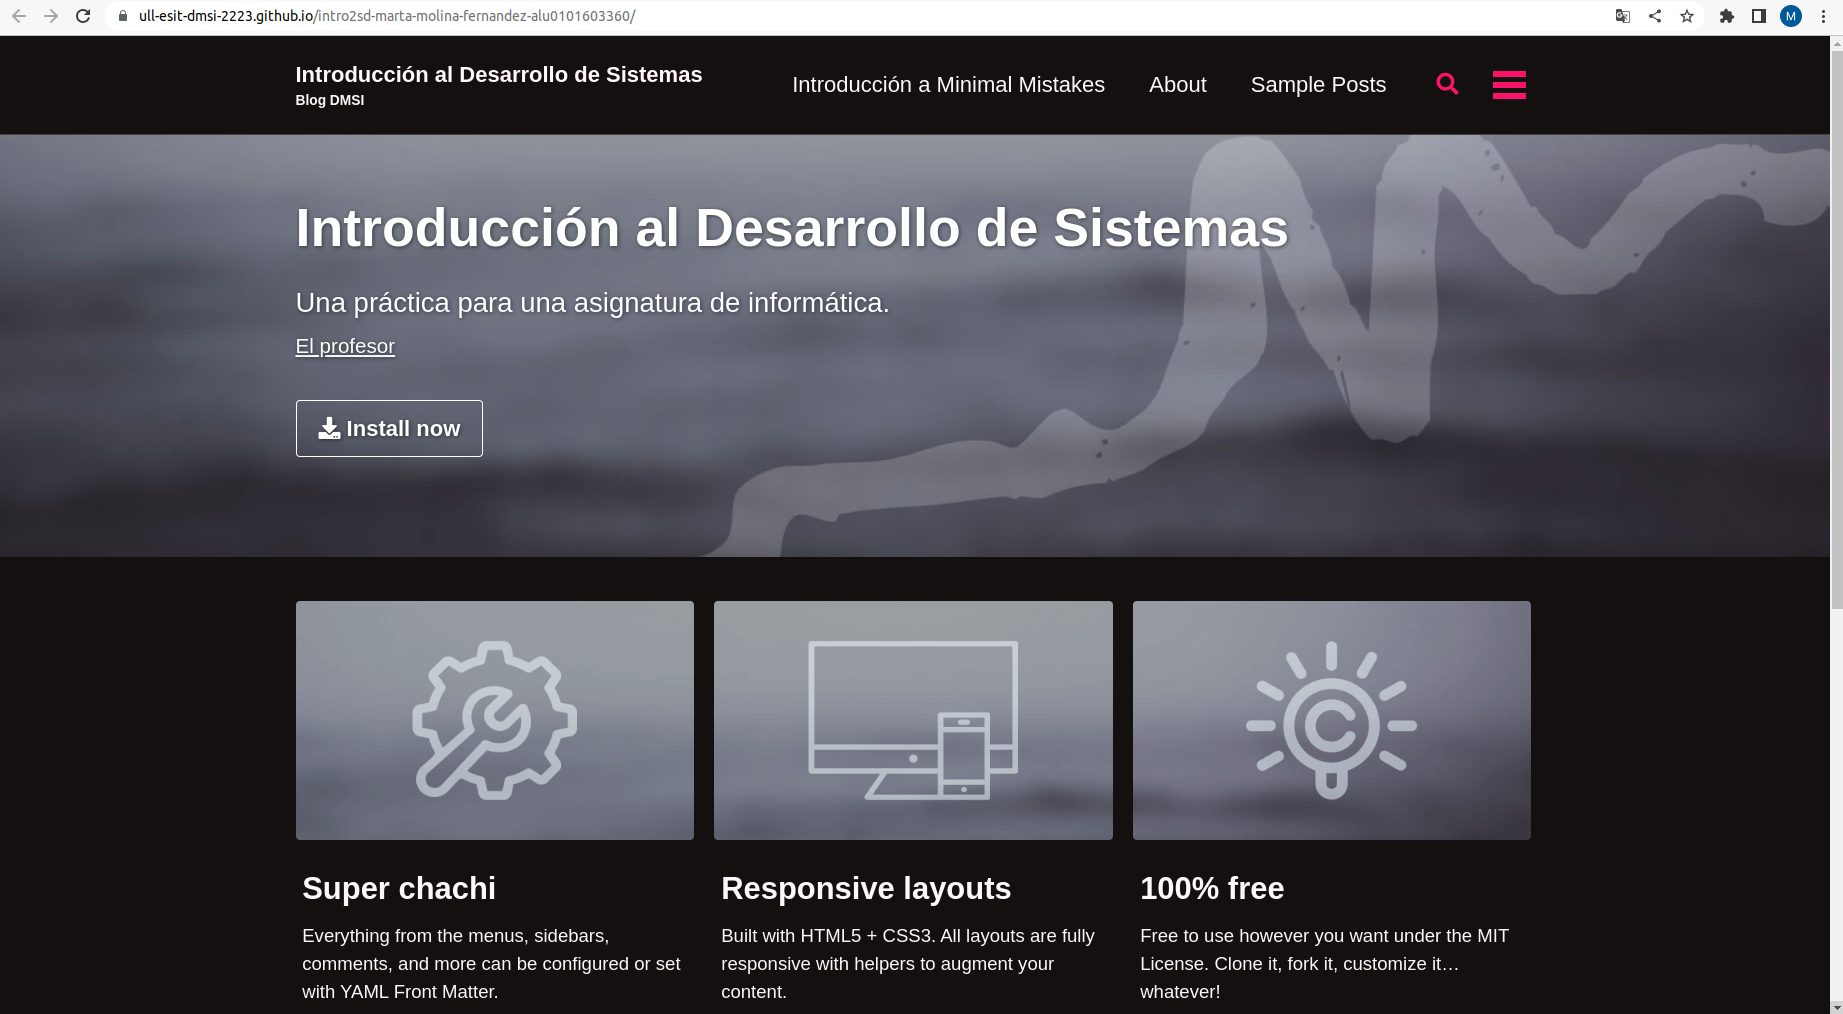 ull-esit-dmsi-2223.github.io/intro2sd-marta-molina-fernandez-alu0101603360/
M
Introducción al Desarrollo de Sistemas
Blog DMSI
Introducción a Minimal Mistakes
About
Sample Posts
Introducción al Desarrollo de Sistemas
Una práctica para una asignatura de informática.
El profesor
Install now
Super chachi
Everything from the menus, sidebars,
comments, and more can be configured or set
with YAML Front Matter.
Responsive layouts
Built with HTML5 + CSS3. All layouts are fully
responsive with helpers to augment your
content.
100% free
Free to use however you want under the MIT
License. Clone it, fork it, customize it…
whatever!